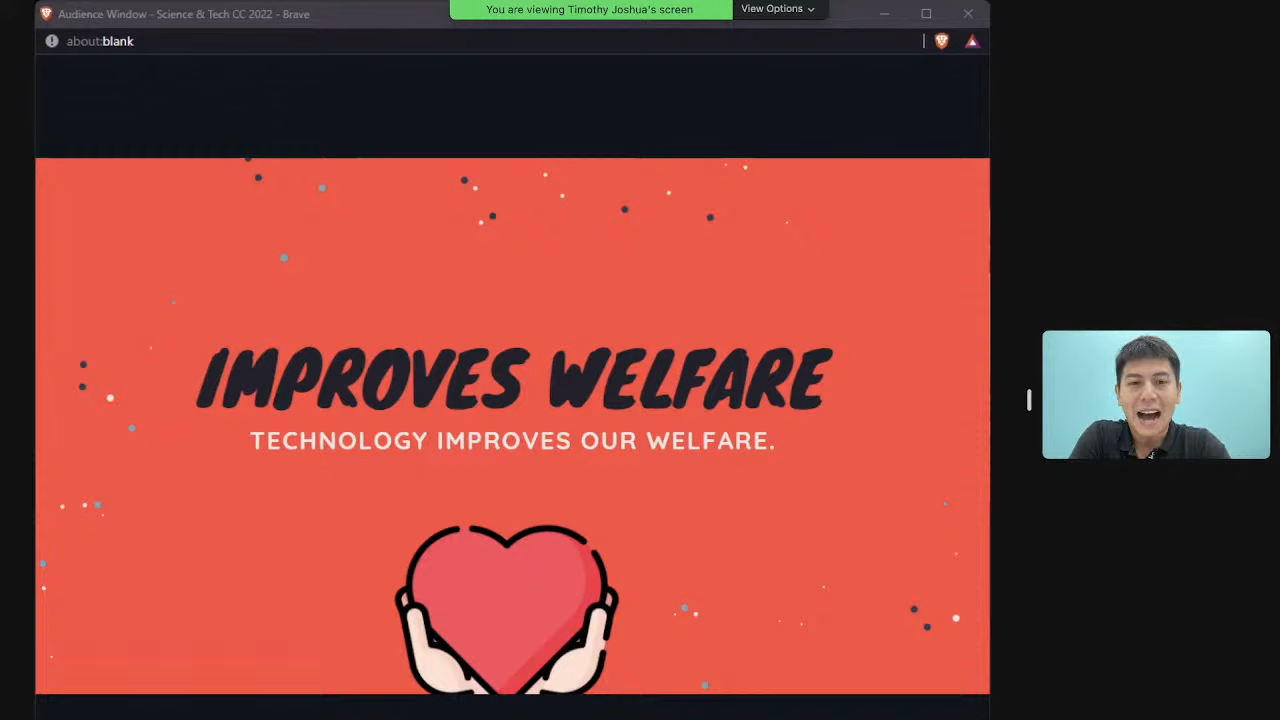 Audience Window - Science & Tech CC 2022 - Brave
You are viewing Timothy Joshua's screen
View Options
about:blank
IMPROVES WELFARE
TECHNOLOGY IMPROVES OUR WELFARE.